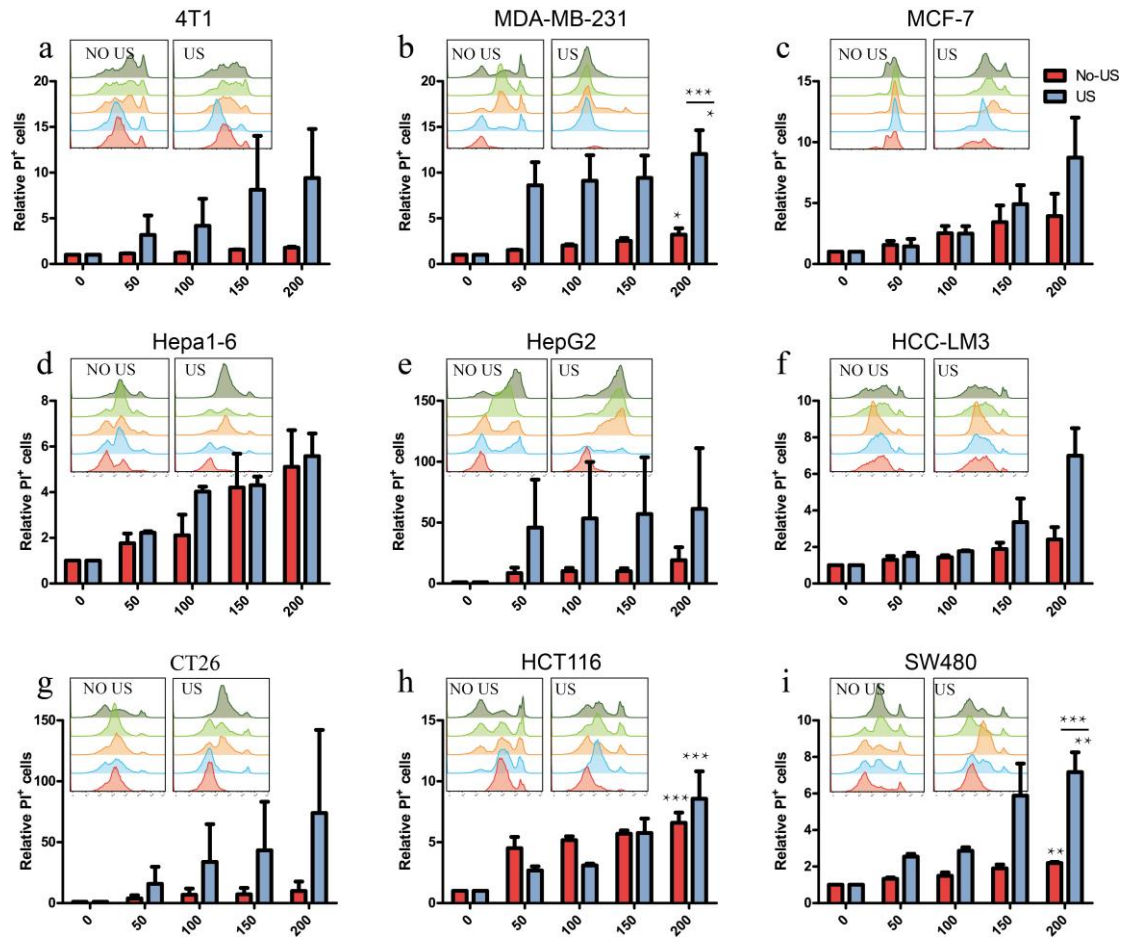 4T1
MDA-MB-231
MCF-7
a
NO US
US
Relative PI⁺ cells
20
15
10
5
0
0
50
100
150
200
b
NO US
US
Relative PI⁺ cells
20
15
10
5
0
***
*
*
0
50
100
150
200
c
NO US
US
Relative PI⁺ cells
15
10
5
0
No-US
US
0
50
100
150
200
Hepa1-6
HepG2
HCC-LM3
d
NO US
US
Relative PI⁺ cells
8
6
4
2
0
0
50
100
150
200
e
NO US
US
Relative PI⁺ cells
150
100
50
0
0
50
100
150
200
f
NO US
US
Relative PI⁺ cells
10
8
6
4
2
0
0
50
100
150
200
CT26
HCT116
SW480
g
NO US
US
Relative PI⁺ cells
150
100
50
0
0
50
100
150
200
h
NO US
US
Relative PI⁺ cells
15
10
5
0
***
***
0
50
100
150
200
i
NO US
US
Relative PI⁺ cells
10
8
6
4
2
0
***
**
**
0
50
100
150
200